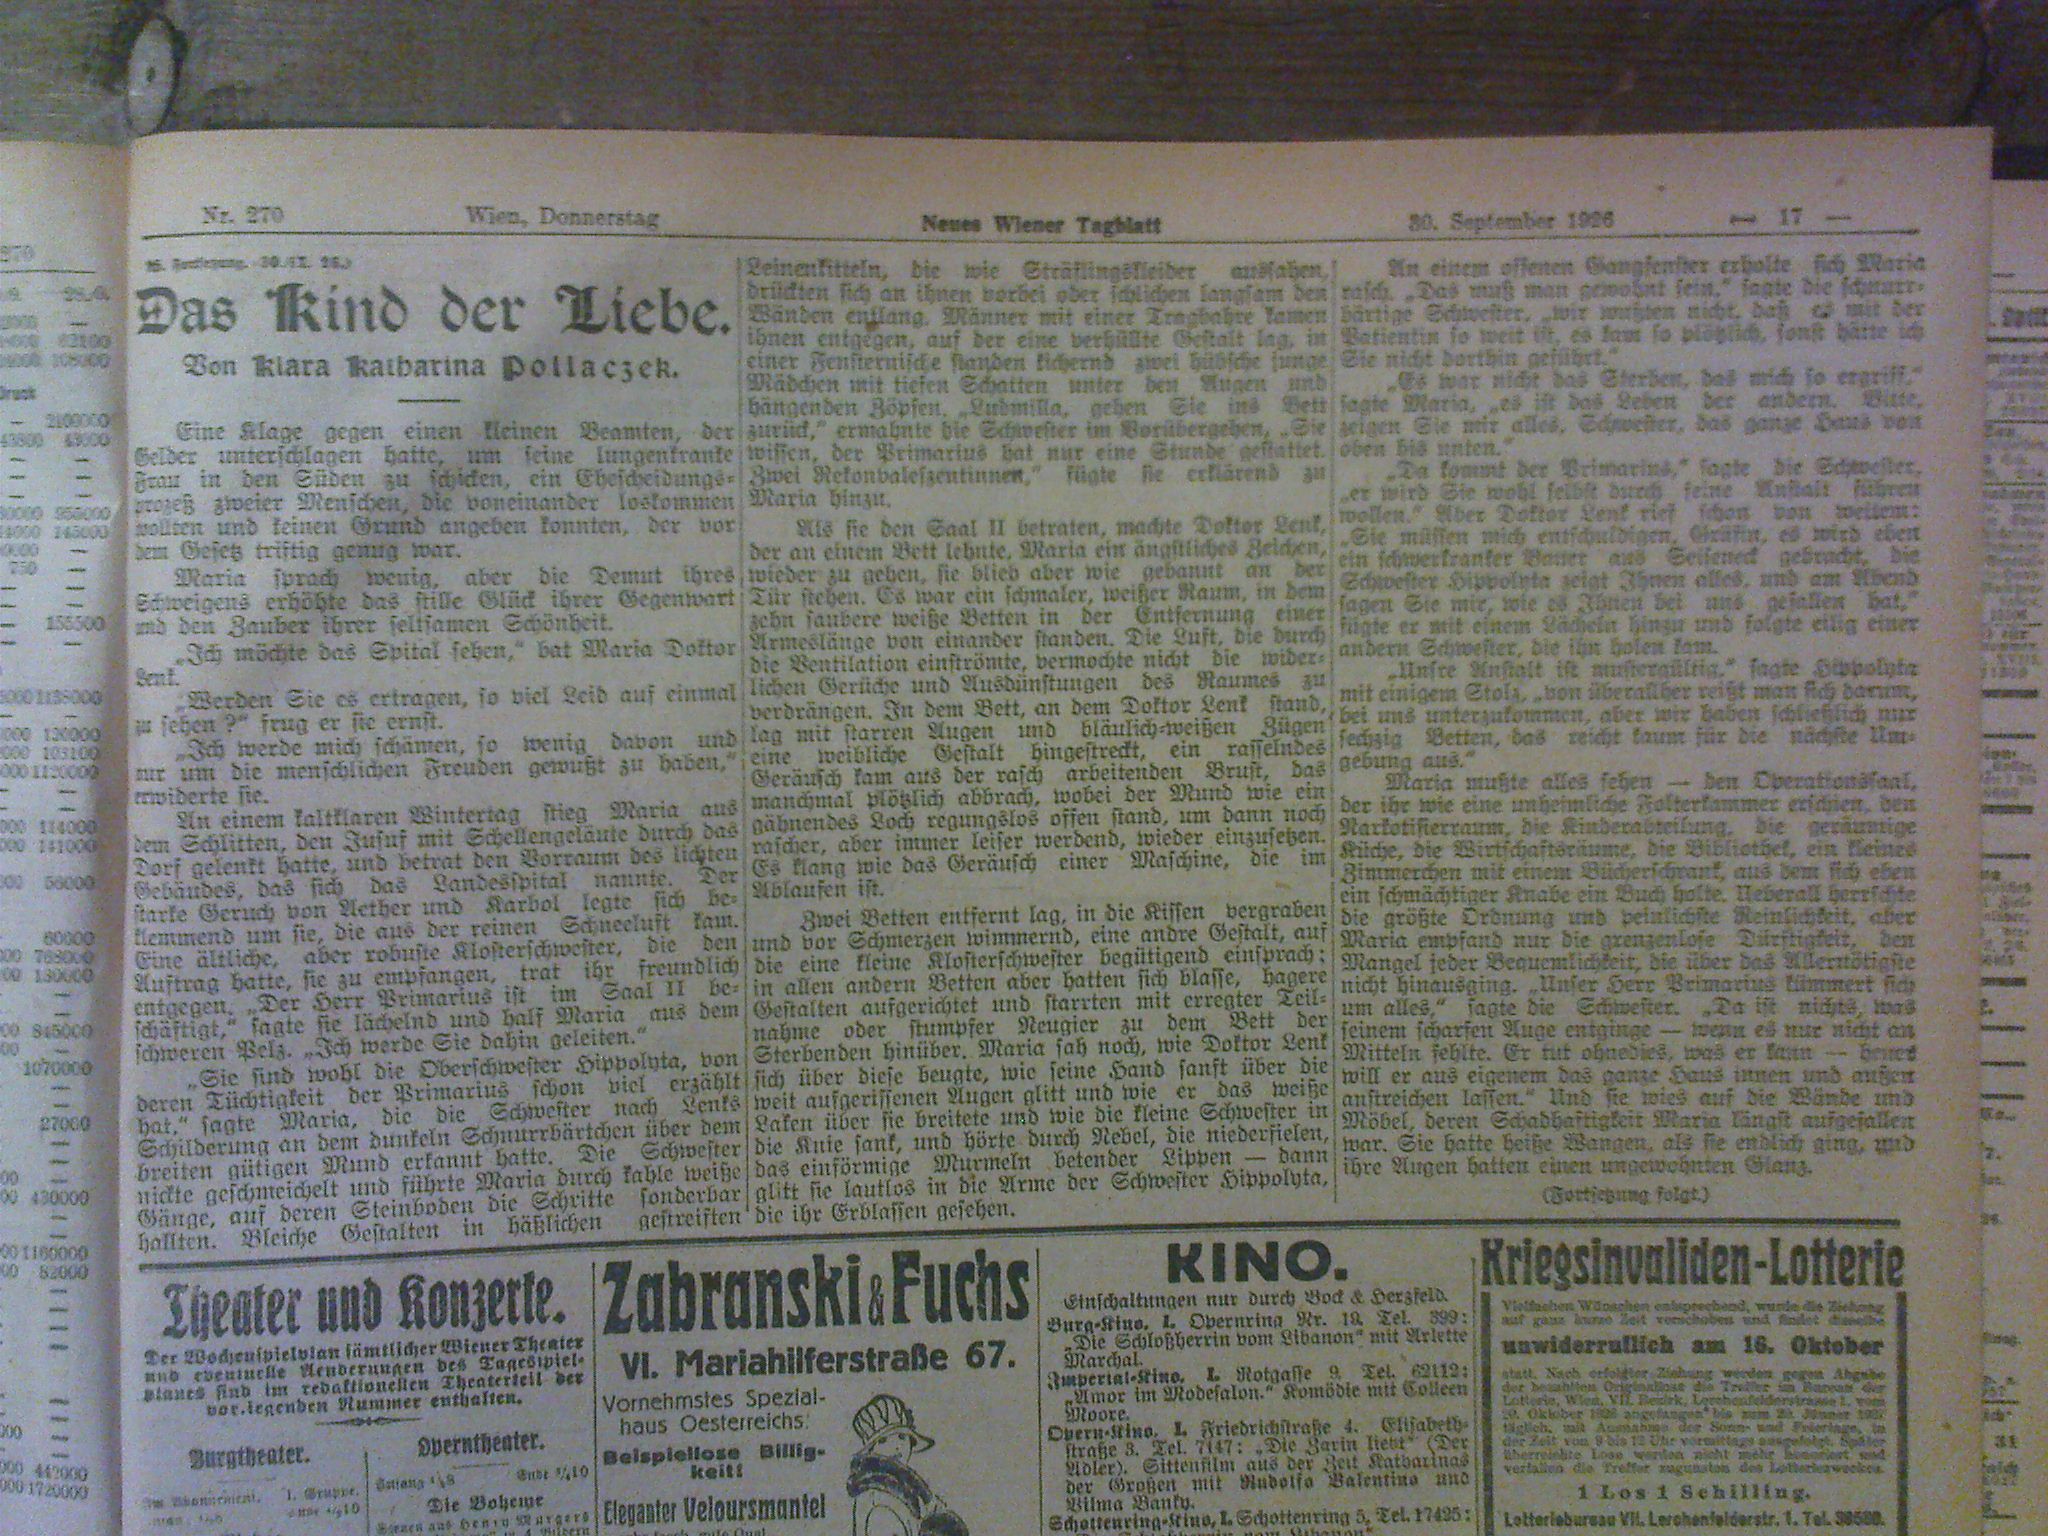 Nr. 270
Wien, Donnerstag
Neues Wiener Tagblatt
30. September 1926
17
Das Kind der Liebe.
Von Klara Katharina Pollaczek.
Eine Klage gegen einen kleinen Beamten, der
Gelder unterschlagen hatte, um seine lungenkranke
Frau in den Süden zu schicken, ein Ehescheidungs-
prozeß zweier Menschen, die voneinander loskommen
wollten und keinen Grund angeben konnten, der vor
dem Gesetz triftig genug war.
Maria sprach wenig, aber die Demut ihres
Schweigens erhöhte das stille Glück ihrer Gegenwart
und den Zauber ihrer seltsamen Schönheit.
„Ich möchte das Spital sehen,“ bat Maria Doktor
Lenk.
„Werden Sie es ertragen, so viel Leid auf einmal
zu sehen?“ frug er sie ernst.
„Ich werde mich schämen, so wenig davon und
nur um die menschlichen Freuden gewußt zu haben,“
erwiderte sie.
An einem kaltklaren Wintertag stieg Maria aus
dem Schlitten, den Jusuf mit Schellengeläute durch das
Dorf gelenkt hatte, und betrat den Vorraum des lichten
Gebäudes, das sich das Landesspital nannte. Der
starke Geruch von Aether und Karbol legte sich be-
klemmend um sie, die aus der reinen Schneeluft kam.
Eine ältliche, aber robuste Klosterschwester, die den
Auftrag hatte, sie zu empfangen, trat ihr freundlich
entgegen. „Der Herr Primarius ist im Saal II be-
schäftigt,“ sagte sie lächelnd und half Maria aus dem
schweren Pelz. „Ich werde Sie dahin geleiten.“
„Sie sind wohl die Oberschwester Hippolyta, von
deren Tüchtigkeit der Primarius schon viel erzählt
hat,“ sagte Maria, die die Schwester nach Lenks
Schilderung an dem dunkeln Schnurrbärtchen über dem
breiten gütigen Mund erkannt hatte. Die Schwester
nickte geschmeichelt und führte Maria durch kahle weiße
Gänge, auf deren Steinboden die Schritte sonderbar
hallten. Bleiche Gestalten in häßlichen gestreiften
Leinenkitteln, die wie Sträflingskleider aussahen,
drückten sich an ihnen vorbei oder schlichen langsam den
Wänden entlang. Männer mit einer Tragbahre kamen
ihnen entgegen, auf der eine verhüllte Gestalt lag, in
einer Fensternische standen kichernd zwei hübsche junge
Mädchen mit tiefen Schatten unter den Augen und
hängenden Zöpfen. „Ludmilla, gehen Sie ins Bett
zurück,“ ermahnte die Schwester im Vorübergehen, „Sie
wissen, der Primarius hat nur eine Stunde gestattet.
Zwei Rekonvaleszentinnen,“ fügte sie erklärend zu
Maria hinzu.
Als sie den Saal II betraten, machte Doktor Lenk,
der an einem Bett lehnte, Maria ein ängstliches Zeichen,
wieder zu gehen, sie blieb aber wie gebannt an der
Tür stehen. Es war ein schmaler, weißer Raum, in dem
zehn saubere weiße Betten in der Entfernung einer
Armeslänge von einander standen. Die Luft, die durch
die Ventilation einströmte, vermochte nicht die wider-
lichen Gerüche und Ausdünstungen des Raumes zu
verdrängen. In dem Bett, an dem Doktor Lenk stand,
lag mit starren Augen und bläulich-weißen Zügen
eine weibliche Gestalt hingestreckt, ein rasselndes
Geräusch kam aus der rasch arbeitenden Brust, das
manchmal plötzlich abbrach, wobei der Mund wie ein
gähnendes Loch regungslos offen stand, um dann noch
rascher, aber immer leiser werdend, wieder einzusetzen.
Es klang wie das Geräusch einer Maschine, die im
Ablaufen ist.
Zwei Betten entfernt lag, in die Kissen vergraben
und vor Schmerzen wimmernd, eine andre Gestalt, auf
die eine kleine Klosterschwester begütigend einsprach;
in allen andern Betten aber hatten sich blasse, hagere
Gestalten aufgerichtet und starrten mit erregter Teil-
nahme oder stumpfer Neugier zu dem Bett der
Sterbenden hinüber. Maria sah noch, wie Doktor Lenk
sich über diese beugte, wie seine Hand sanft über die
weit aufgerissenen Augen glitt und wie er das weiße
Laken über sie breitete und wie die kleine Schwester in
die Knie sank, und hörte durch Nebel, die niederfielen,
das einförmige Murmeln betender Lippen — dann
glitt sie lautlos in die Arme der Schwester Hippolyta,
die ihr Erblassen gesehen.
An einem offenen Gangfenster erholte sich Maria
rasch. „Das muß man gewohnt sein,“ sagte die schnurr-
bärtige Schwester, „wir wußten nicht, daß es mit der
Patientin so weit ist, es kam so plötzlich, sonst hätte ich
Sie nicht dorthin geführt.“
„Es war nicht das Sterben, das mich so ergriff,“
sagte Maria, „es ist das Leben der andern. Bitte,
zeigen Sie mir alles, Schwester, das ganze Haus von
oben bis unten.“
„Da kommt der Primarius,“ sagte die Schwester,
„er wird Sie wohl selbst durch seine Anstalt führen
wollen.“ Aber Doktor Lenk rief schon von weitem:
„Sie müssen mich entschuldigen, Gräfin, es wird eben
ein schwerkranker Bauer aus Seiseneck gebracht, die
Schwester Hippolyta zeigt Ihnen alles, und am Abend
sagen Sie mir, wie es Ihnen bei uns gefallen hat,“
fügte er mit einem Lächeln hinzu und folgte eilig einer
andern Schwester, die ihn holen kam.
„Unsre Anstalt ist mustergültig,“ sagte Hippolyta
mit einigem Stolz, „von überallher reißt man sich darum,
bei uns unterzukommen, aber wir haben schließlich nur
sechzig Betten, das reicht kaum für die nächste Um-
gebung aus.“
Maria mußte alles sehen — den Operationssaal,
der ihr wie eine unheimliche Folterkammer erschien, den
Narkotisierraum, die Kinderabteilung, die geräumige
Küche, die Wirtschaftsräume, die Bibliothek, ein kleines
Zimmerchen mit einem Bücherschrank, aus dem sich eben
ein schmächtiger Knabe ein Buch holte. Ueberall herrschte
die größte Ordnung und peinlichste Reinlichkeit, aber
Maria empfand nur die grenzenlose Dürftigkeit, den
Mangel jeder Bequemlichkeit, die über das Allernötigste
nicht hinausging. „Unser Herr Primarius kümmert sich
um alles,“ sagte die Schwester. „Da ist nichts, was
seinem scharfen Auge entginge — wenn es nur nicht an
Mitteln fehlte. Er tut ohnedies, was er kann — heuer
will er aus eigenem das ganze Haus innen und außen
anstreichen lassen.“ Und sie wies auf die Wände und
Möbel, deren Schadhaftigkeit Maria längst aufgefallen
war. Sie hatte heiße Wangen, als sie endlich ging, und
ihre Augen hatten einen ungewohnten Glanz.
(Fortsetzung folgt.)
Theater und Konzerte.
Der Wochenspielplan sämtlicher Wiener Theater
und eventuelle Aenderungen des Tagesspiel-
planes sind im redaktionellen Theaterteil der
vorliegenden Nummer enthalten.
Burgtheater.
Operntheater.
Die Boheme
Zabranski & Fuchs
VI. Mariahilferstraße 67.
Vornehmstes Spezial-
haus Oesterreichs!
Beispiellose Billig-
keit!
Eleganter Veloursmantel
KINO.
Einschaltungen nur durch Bock & Herzfeld.
Burg-Kino, I. Opernring Nr. 19. Tel. 399:
„Die Schloßherrin vom Libanon“ mit Arlette
Marchal.
Imperial-Kino, I. Rotgasse 9. Tel. 62112:
„Amor im Modesalon.“ Komödie mit Colleen
Moore.
Opern-Kino, I. Friedrichstraße 4. Elisabeth-
straße 3. Tel. 7147: „Die Zarin liebt“ (Der
Adler). Sittenfilm aus der Zeit Katharinas
der Großen mit Rudolfo Valentino und
Vilma Banky.
Schottenring-Kino, I. Schottenring 5, Tel. 17425:
Kriegsinvaliden-Lotterie
Vielfachen Wünschen entsprechend, wurde die Ziehung
auf ganz kurze Zeit verschoben und findet dieselbe
unwiderruflich am 16. Oktober
1 Los 1 Schilling.
Lotteriebureau VII. Lerchenfelderstr. 1.